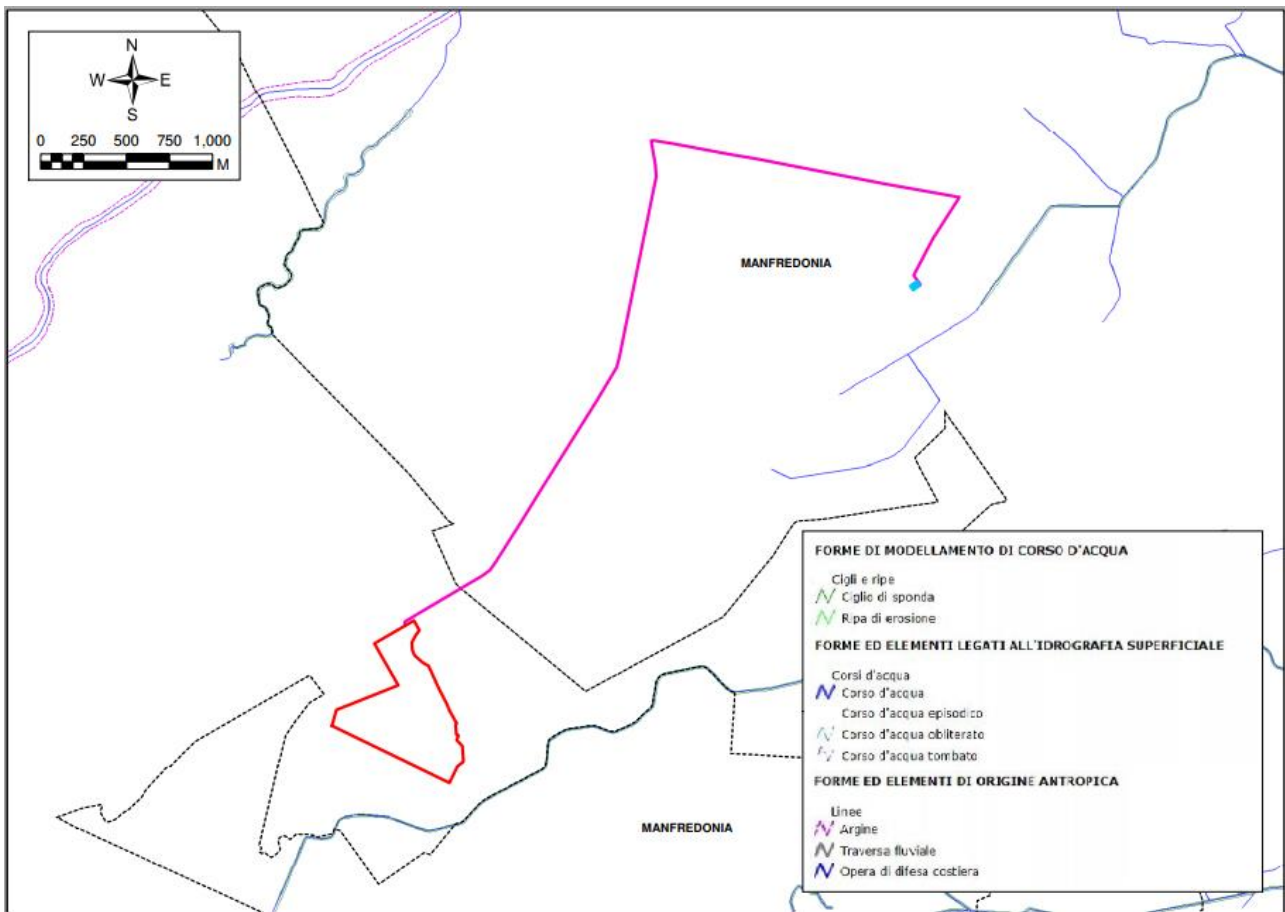 N
W E
S
0 250 500 750 1,000
M
MANFREDONIA
FORME DI MODELLAMENTO DI CORSO D'ACQUA
Cigli e ripe
Ciglio di sponda
Ripa di erosione
FORME ED ELEMENTI LEGATI ALL'IDROGRAFIA SUPERFICIALE
Corsi d'acqua
Corso d'acqua
Corso d'acqua episodico
Corso d'acqua obliterato
Corso d'acqua tombato
FORME ED ELEMENTI DI ORIGINE ANTROPICA
Linee
Argine
Traversa fluviale
Opera di difesa costiera
MANFREDONIA